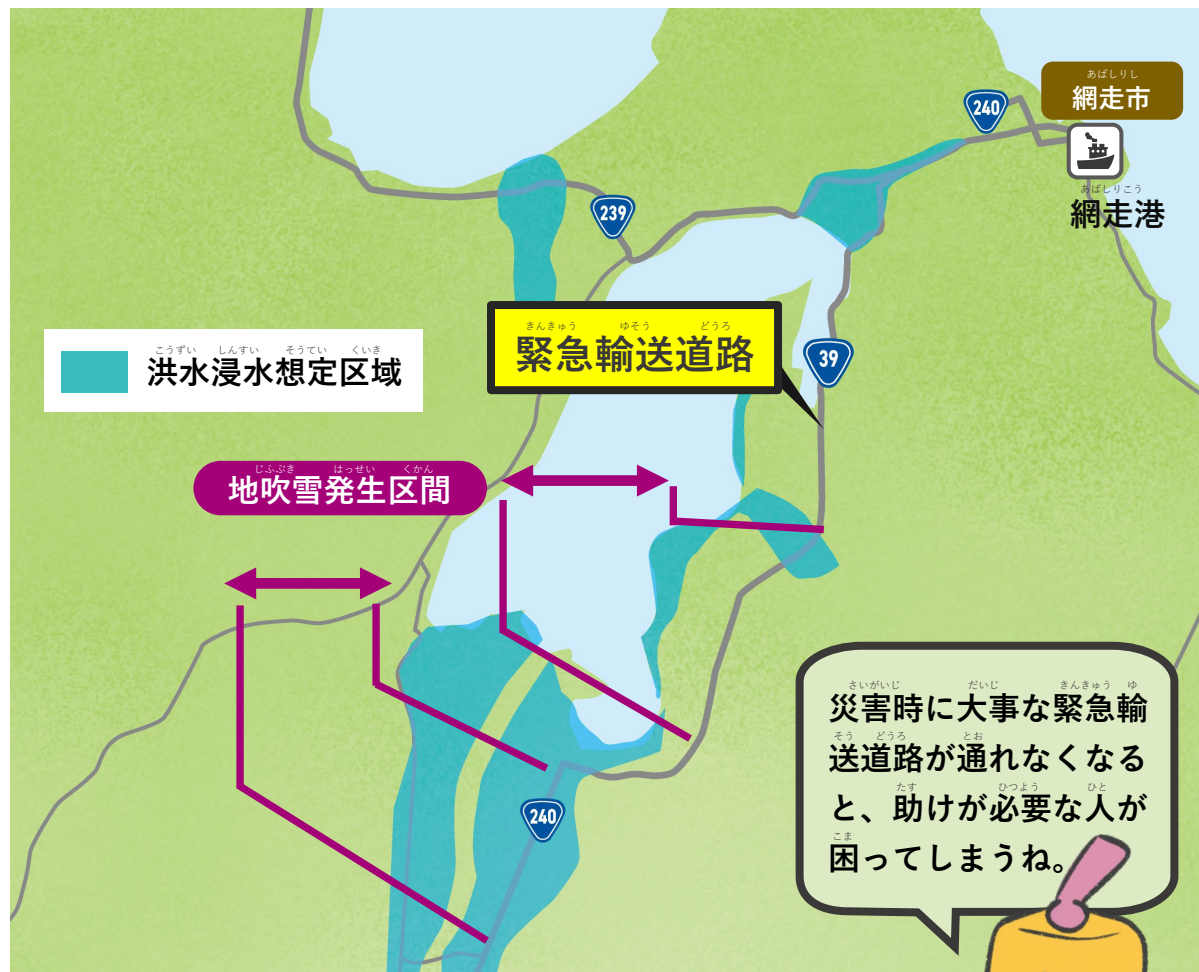 あばしりし
網走市
240
あばしりこう
網走港
239
きんきゅう ゆそう どうろ
緊急輸送道路
39
こうずい しんすい そうてい くいき
洪水浸水想定区域
じふぶき はっせい くかん
地吹雪発生区間
240
さいがいじ だいじ きんきゅう ゆ
災害時に大事な緊急輸
そう どうろ とお
送道路が通れなくなる
たす ひつよう ひと
と、助けが必要な人が
こま
困ってしまうね。